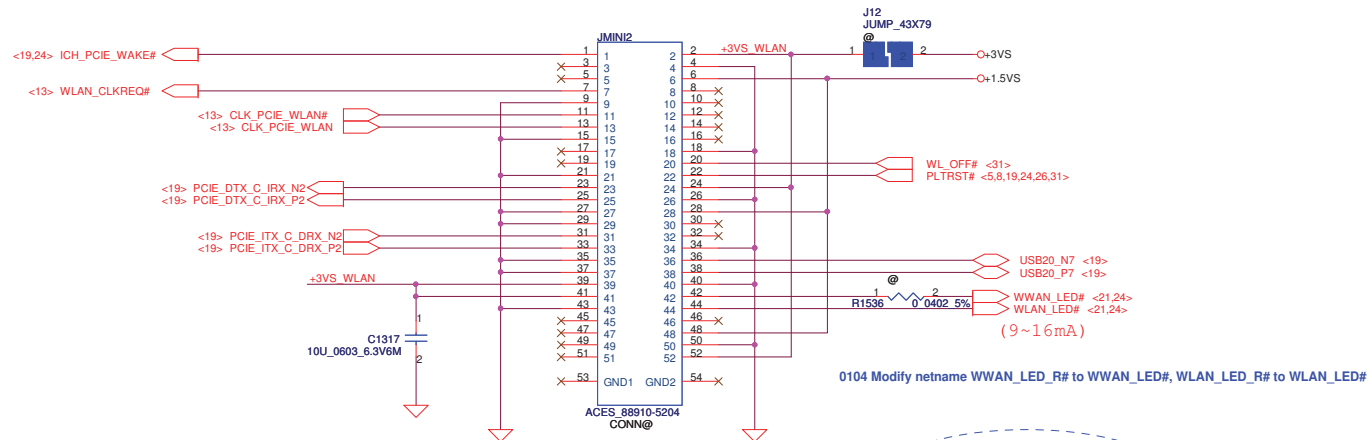 J12
JUMP_43X79
@
1 1 2 2
+3VS
+1.5VS
JMINI2
+3VS_WLAN
<19,24> ICH_PCIE_WAKE#
<13> WLAN_CLKREQ#
<13> CLK_PCIE_WLAN#
<13> CLK_PCIE_WLAN
<19> PCIE_DTX_C_IRX_N2
<19> PCIE_DTX_C_IRX_P2
<19> PCIE_ITX_C_DRX_N2
<19> PCIE_ITX_C_DRX_P2
+3VS_WLAN
1
C1317
10U_0603_6.3V6M
2
1 1 2 2
3 3 4 4
5 5 6 6
7 7 8 8
9 9 10 10
11 11 12 12
13 13 14 14
15 15 16 16
17 17 18 18
19 19 20 20
21 21 22 22
23 23 24 24
25 25 26 26
27 27 28 28
29 29 30 30
31 31 32 32
33 33 34 34
35 35 36 36
37 37 38 38
39 39 40 40
41 41 42 42
43 43 44 44
45 45 46 46
47 47 48 48
49 49 50 50
51 51 52 52
53 GND1 GND2 54
ACES_88910-5204
CONN@
WL_OFF# <31>
PLTRST# <5,8,19,24,26,31>
USB20_N7 <19>
USB20_P7 <19>
@
1 2
R1536 0_0402_5%
WWAN_LED# <21,24>
WLAN_LED# <21,24>
(9~16mA)
0104 Modify netname WWAN_LED_R# to WWAN_LED#, WLAN_LED_R# to WLAN_LED#